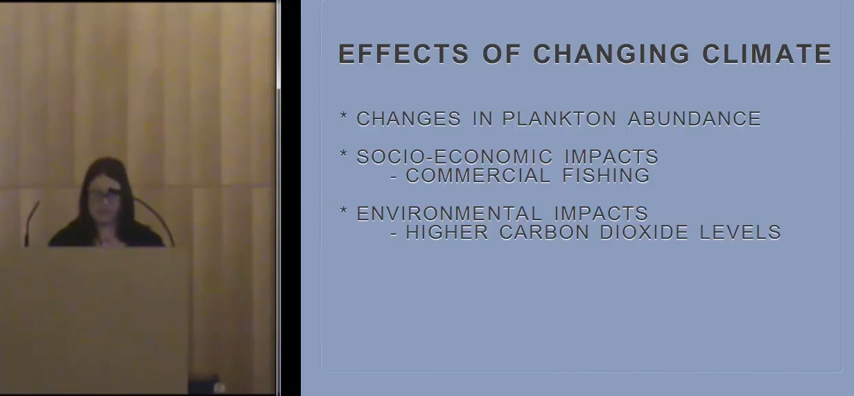 EFFECTS OF CHANGING CLIMATE
* CHANGES IN PLANKTON ABUNDANCE
* SOCIO-ECONOMIC IMPACTS
- COMMERCIAL FISHING
* ENVIRONMENTAL IMPACTS
- HIGHER CARBON DIOXIDE LEVELS